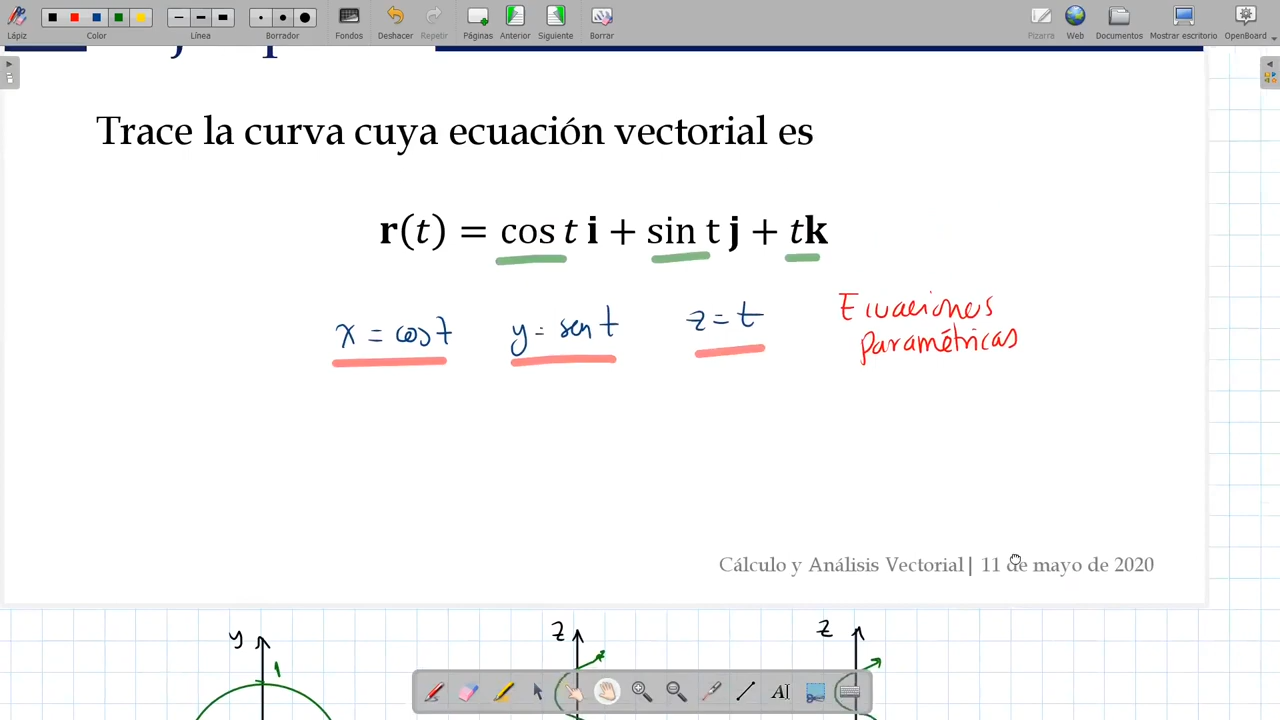 Lápiz
Color
Línea
Borrador
Fondos
Deshacer
Repetir
Páginas
Anterior
Siguiente
Borrar
Pizarra
Web
Documentos
Mostrar escritorio
OpenBoard
Trace la curva cuya ecuación vectorial es
r(t) = cos t i + sin t j + tk
x = cos t y = sen t z = t
Ecuaciones
paramétricas
Cálculo y Análisis Vectorial| 11 de mayo de 2020
y z z
1
AI